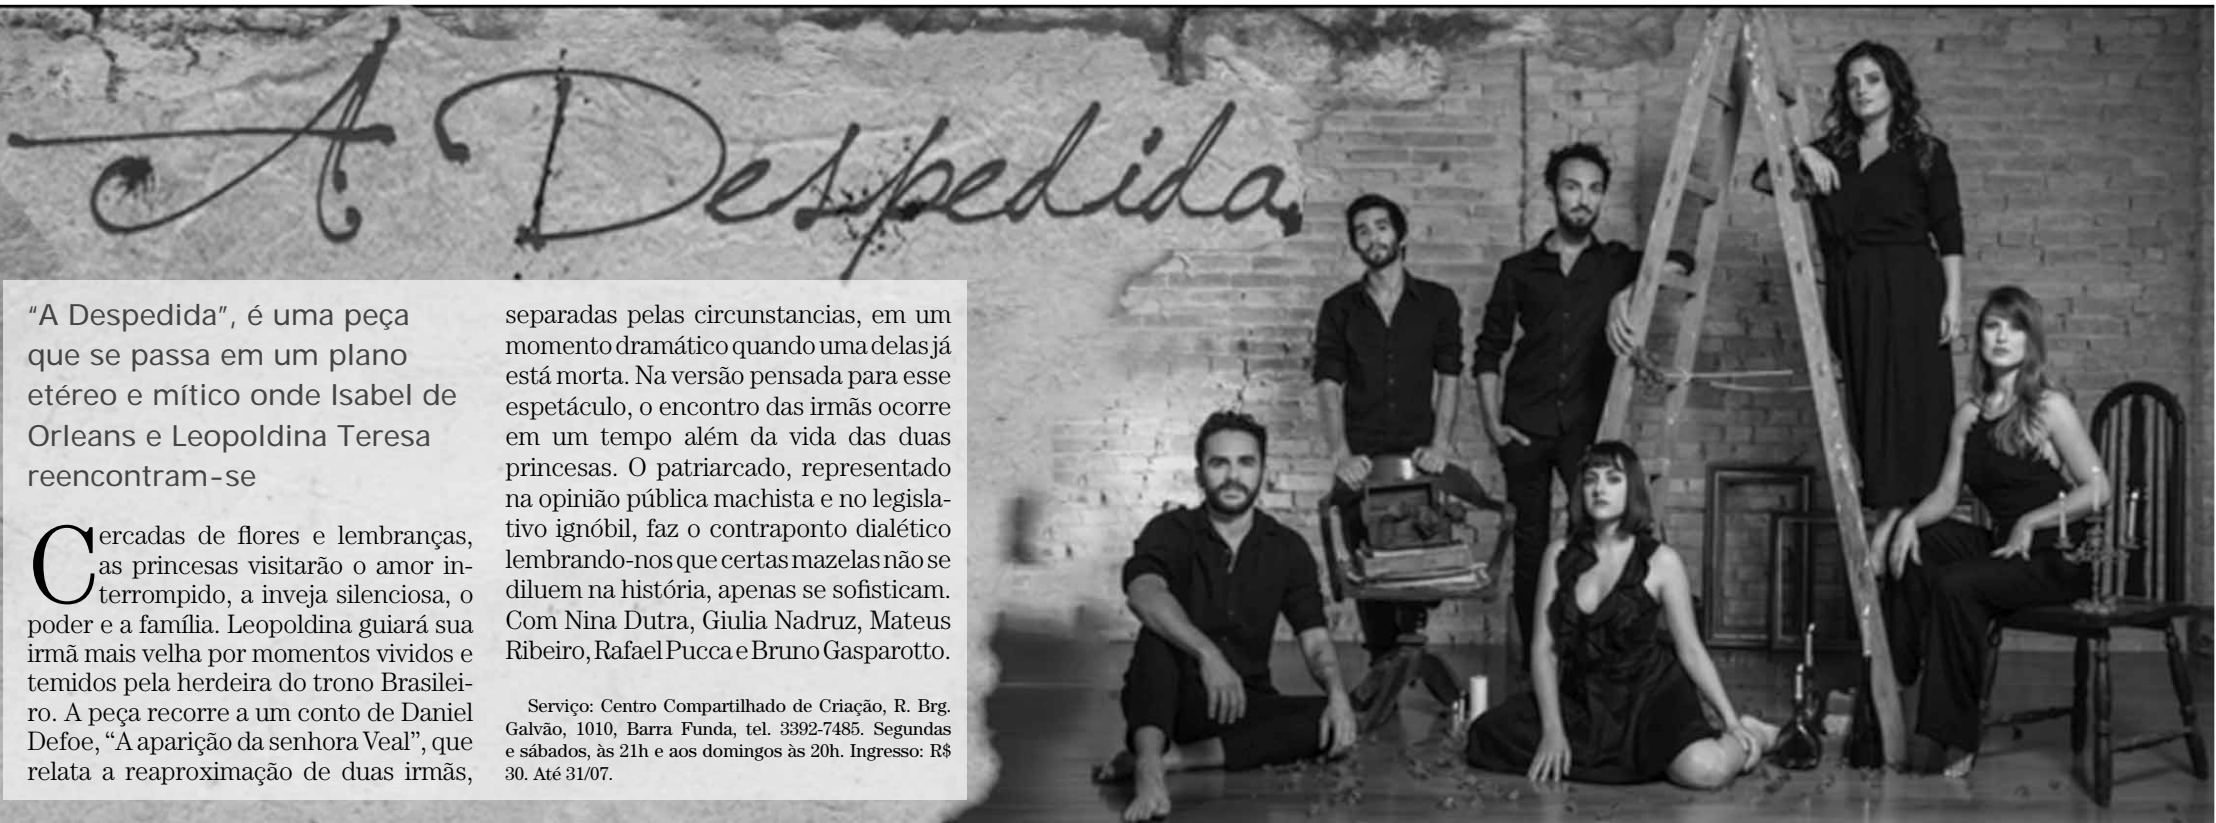 A Despedida
“A Despedida”, é uma peça
que se passa em um plano
etéreo e mítico onde Isabel de
Orleans e Leopoldina Teresa
reencontram-se
Cercadas de flores e lembranças,
as princesas visitarão o amor in-
terrompido, a inveja silenciosa, o
poder e a família. Leopoldina guiará sua
irmã mais velha por momentos vividos e
temidos pela herdeira do trono Brasilei-
ro. A peça recorre a um conto de Daniel
Defoe, “A aparição da senhora Veal”, que
relata a reaproximação de duas irmãs,
separadas pelas circunstancias, em um
momento dramático quando uma delas já
está morta. Na versão pensada para esse
espetáculo, o encontro das irmãs ocorre
em um tempo além da vida das duas
princesas. O patriarcado, representado
na opinião pública machista e no legisla-
tivo ignóbil, faz o contraponto dialético
lembrando-nos que certas mazelas não se
diluem na história, apenas se sofisticam.
Com Nina Dutra, Giulia Nadruz, Mateus
Ribeiro, Rafael Pucca e Bruno Gasparotto.
Serviço: Centro Compartilhado de Criação, R. Brg.
Galvão, 1010, Barra Funda, tel. 3392-7485. Segundas
e sábados, às 21h e aos domingos às 20h. Ingresso: R$
30. Até 31/07.